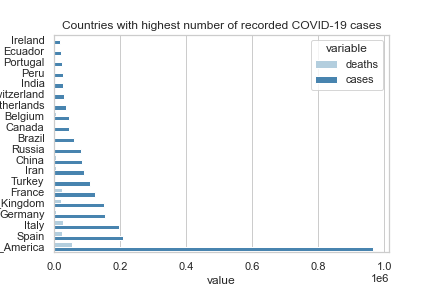 Countries with highest number of recorded COVID-19 cases
variable
deaths
cases
Ireland
Ecuador
Portugal
Peru
India
witzerland
therlands
Belgium
Canada
Brazil
Russia
China
Iran
Turkey
France
_Kingdom
Germany
Italy
Spain
_America
0.0 0.2 0.4 0.6 0.8 1.0
1e6
value